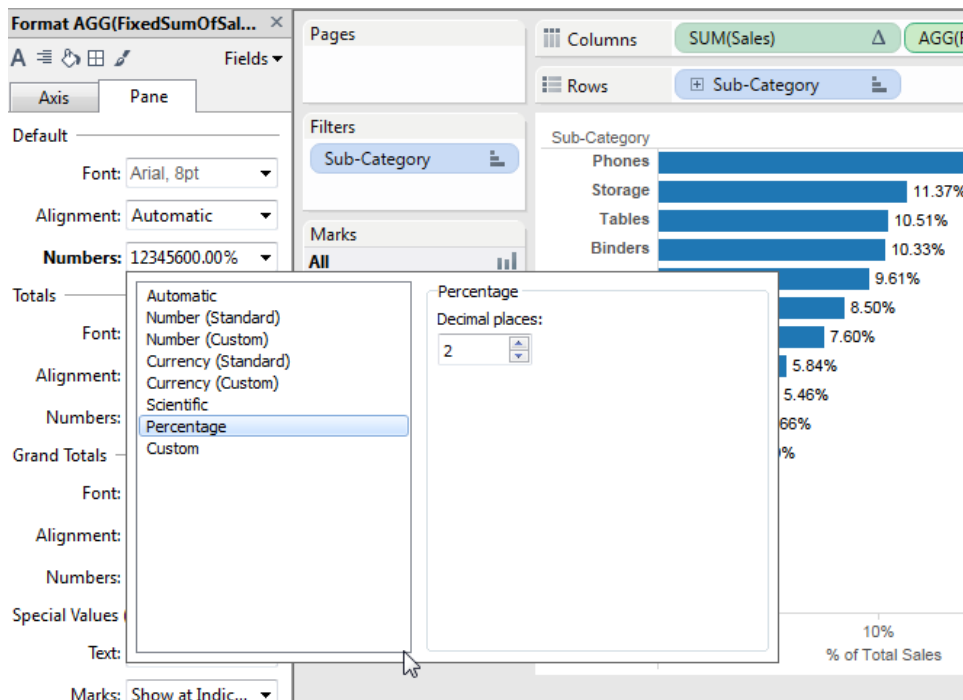 Format AGG(FixedSumOfSal...
Fields
Axis
Pane
Default
Font: Arial, 8pt
Alignment: Automatic
Numbers: 12345600.00%
Totals
Font:
Alignment:
Numbers:
Grand Totals
Font:
Alignment:
Numbers:
Special Values
Text:
Marks: Show at Indic...
Automatic
Number (Standard)
Number (Custom)
Currency (Standard)
Currency (Custom)
Scientific
Percentage
Custom
Percentage
Decimal places:
2
Pages
Filters
Sub-Category
Marks
All
Columns SUM(Sales) Δ AGG(F
Rows Sub-Category
Sub-Category
Phones
Storage 11.37%
Tables 10.51%
Binders 10.33%
9.61%
8.50%
7.60%
5.84%
5.46%
66%
%
10%
% of Total Sales